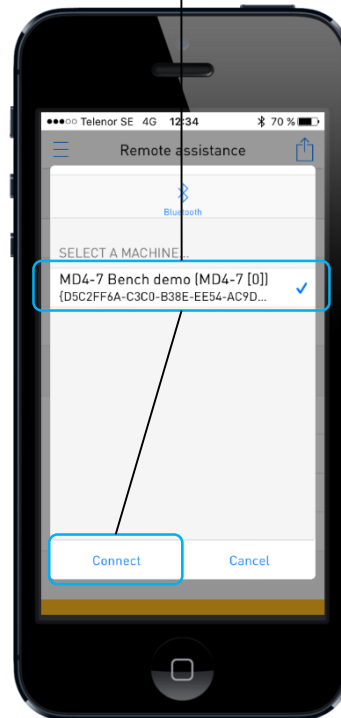 Telenor SE 4G 12:34 70 %
Remote assistance
Bluetooth
SELECT A MACHINE...
MD4-7 Bench demo (MD4-7 [0])
{D5C2FF6A-C3C0-B38E-EE54-AC9D...
Connect Cancel